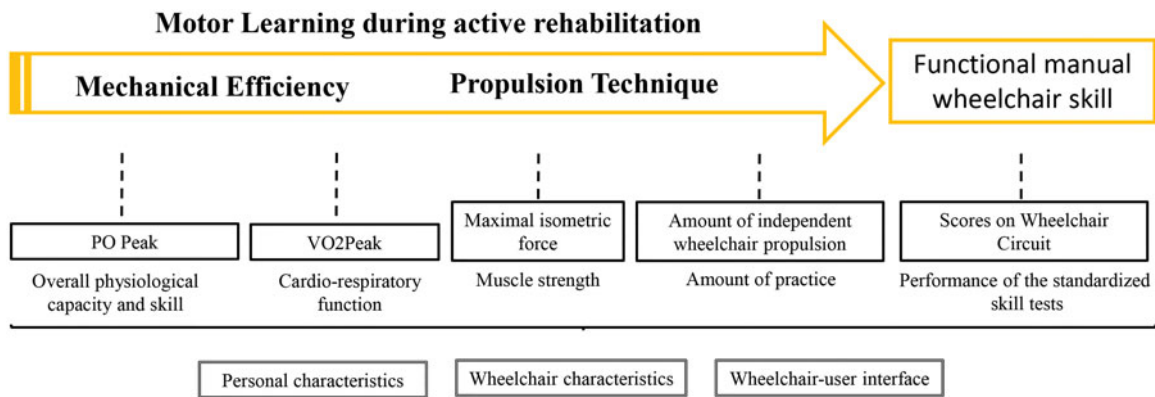 Motor Learning during active rehabilitation
Mechanical Efficiency
Propulsion Technique
Functional manual
wheelchair skill
PO Peak
Overall physiological
capacity and skill
VO2Peak
Cardio-respiratory
function
Maximal isometric
force
Muscle strength
Amount of independent
wheelchair propulsion
Amount of practice
Scores on Wheelchair
Circuit
Performance of the standardized
skill tests
Personal characteristics
Wheelchair characteristics
Wheelchair-user interface